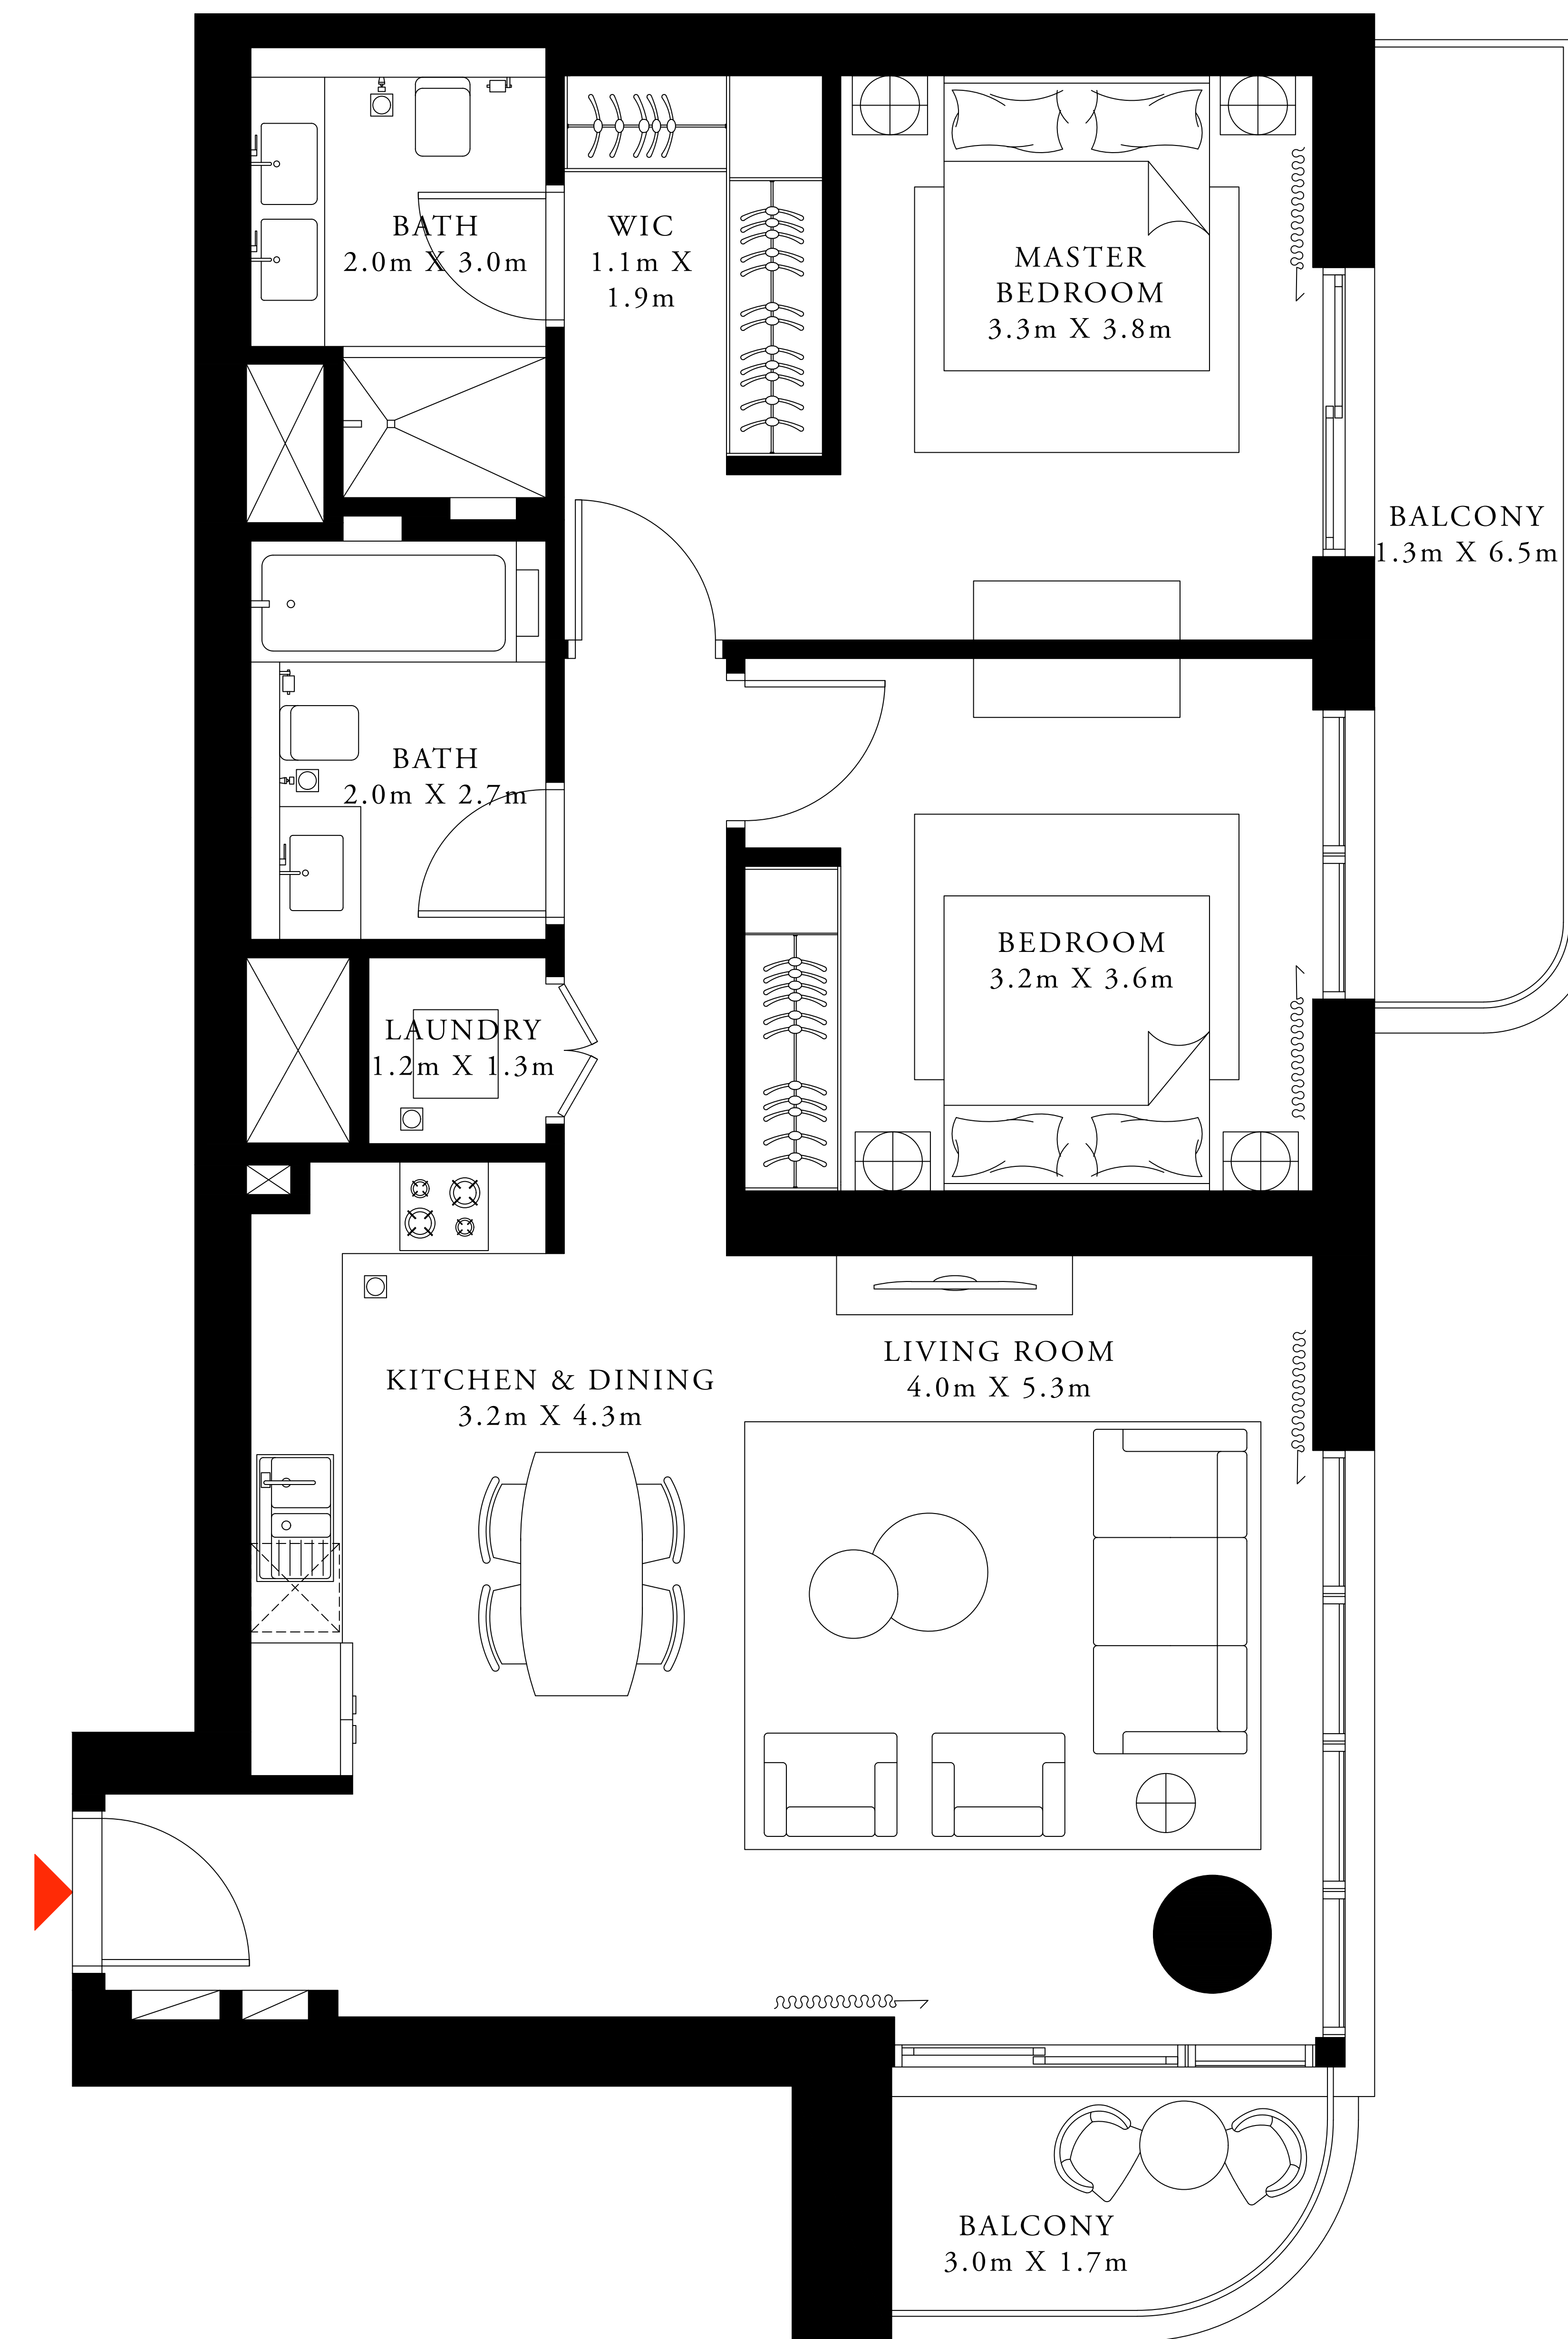 BATH
2.0m X 3.0m
WIC
1.1m X
1.9m
MASTER
BEDROOM
3.3m X 3.8m
BALCONY
1.3m X 6.5m
BATH
2.0m X 2.7m
BEDROOM
3.2m X 3.6m
LAUNDRY
1.2m X 1.3m
KITCHEN & DINING
3.2m X 4.3m
LIVING ROOM
4.0m X 5.3m
BALCONY
3.0m X 1.7m